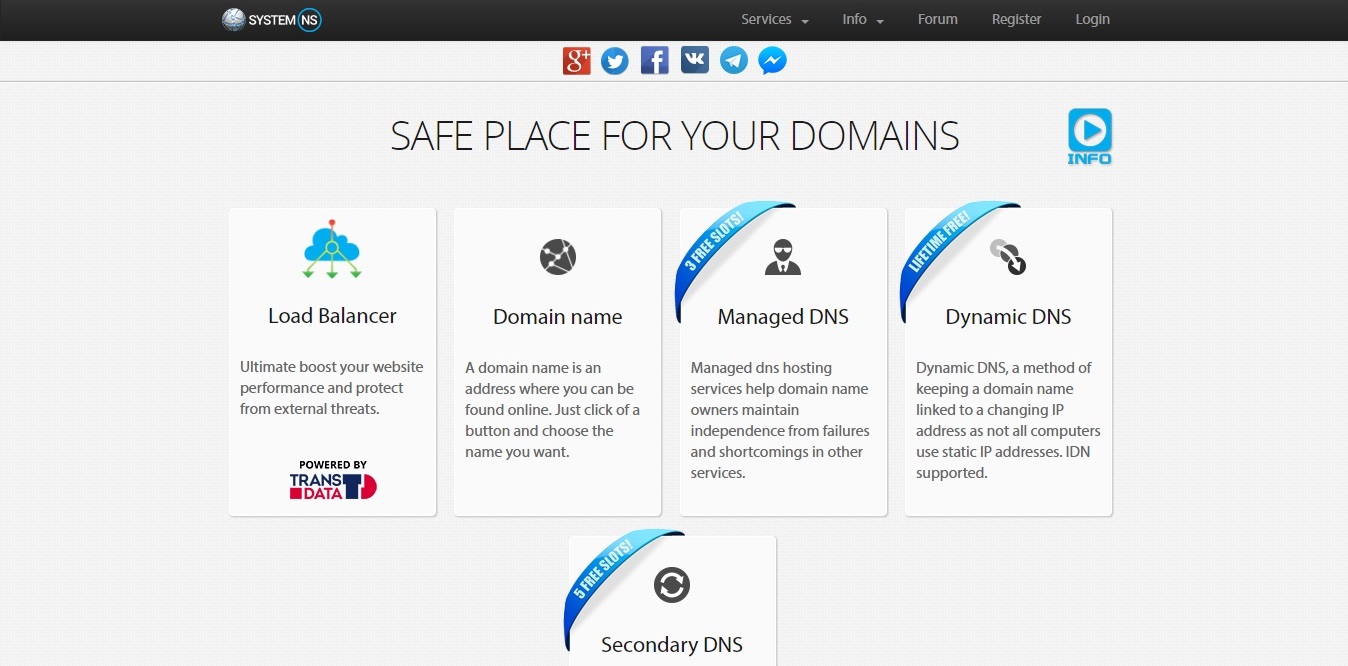 SYSTEM NS
Services
Info
Forum
Register
Login
g+
f
SAFE PLACE FOR YOUR DOMAINS
INFO
Load Balancer
Ultimate boost your website
performance and protect
from external threats.
POWERED BY
TRANS
DATA TD
Domain name
A domain name is an
address where you can be
found online. Just click of a
button and choose the
name you want.
3 FREE SLOTS!
Managed DNS
Managed dns hosting
services help domain name
owners maintain
independence from failures
and shortcomings in other
services.
LIFETIME FREE!
Dynamic DNS
Dynamic DNS, a method of
keeping a domain name
linked to a changing IP
address as not all computers
use static IP addresses. IDN
supported.
5 FREE SLOTS!
Secondary DNS